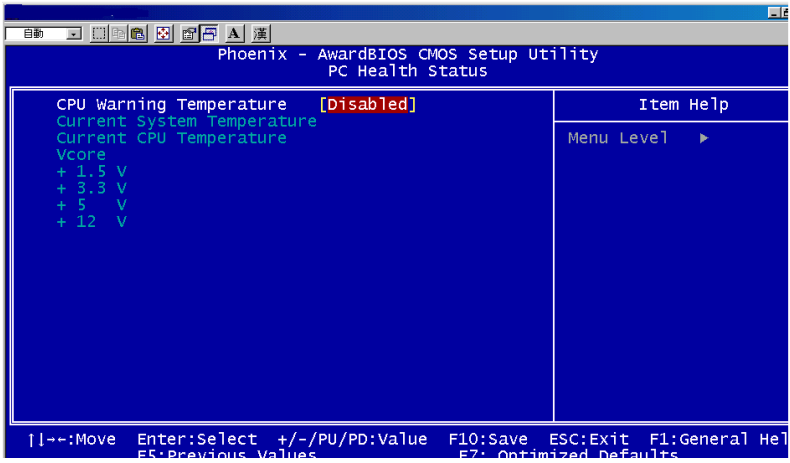 自動
A 漢
Phoenix - AwardBIOS CMOS Setup Utility
PC Health Status
CPU Warning Temperature [Disabled]
Current System Temperature
Current CPU Temperature
Vcore
+ 1.5 V
+ 3.3 V
+ 5 V
+ 12 V
Item Help
Menu Level ▶
↑↓→←:Move Enter:Select +/-/PU/PD:Value F10:Save ESC:Exit F1:General Hel
F5:Previous Values F7: Optimized Defaults